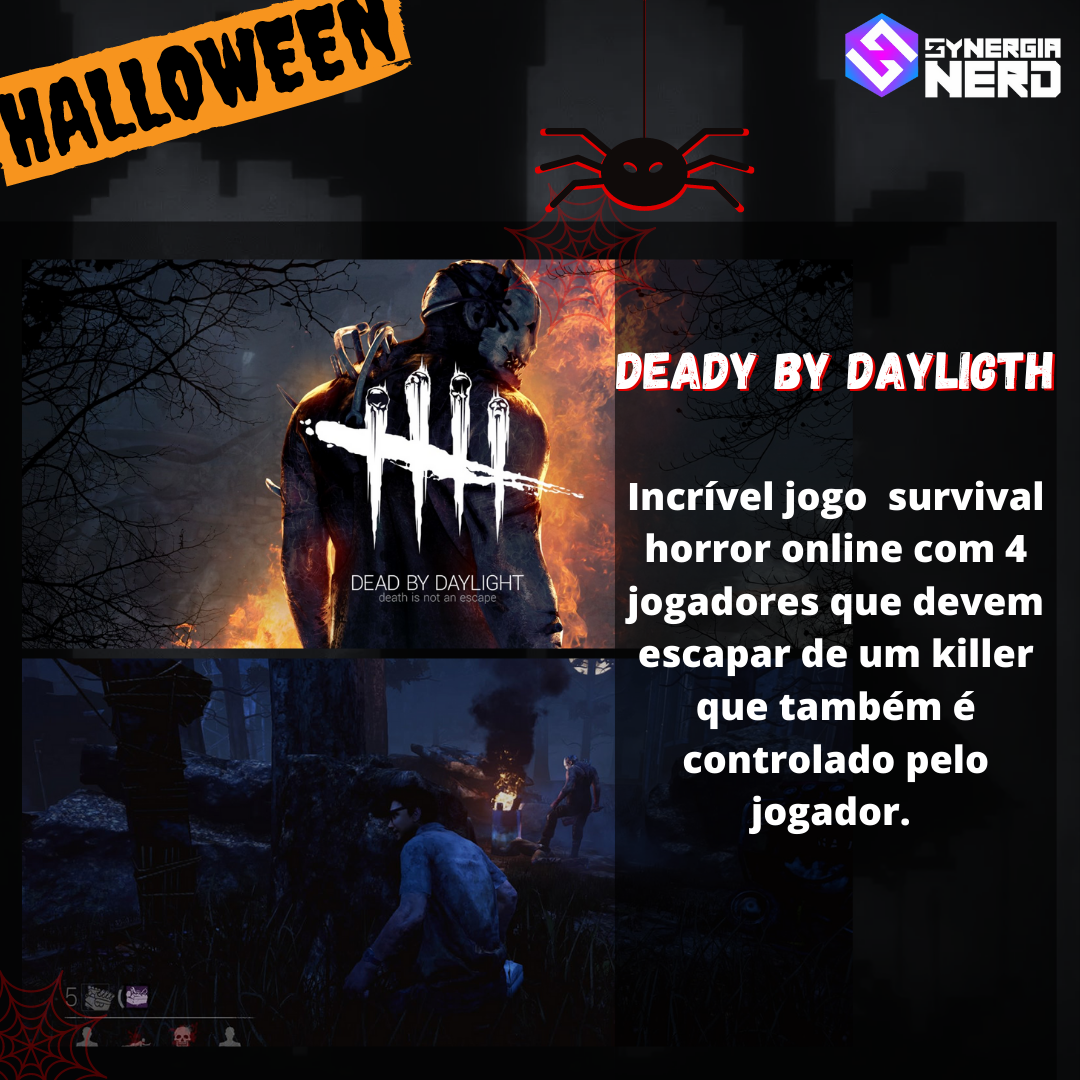 HALLOWEEN
SYNERGIA
NERD
DEADY BY DAYLIGTH
DEAD BY DAYLIGHT
death is not an escape
Incrível jogo survival
horror online com 4
jogadores que devem
escapar de um killer
que também é
controlado pelo
jogador.
5